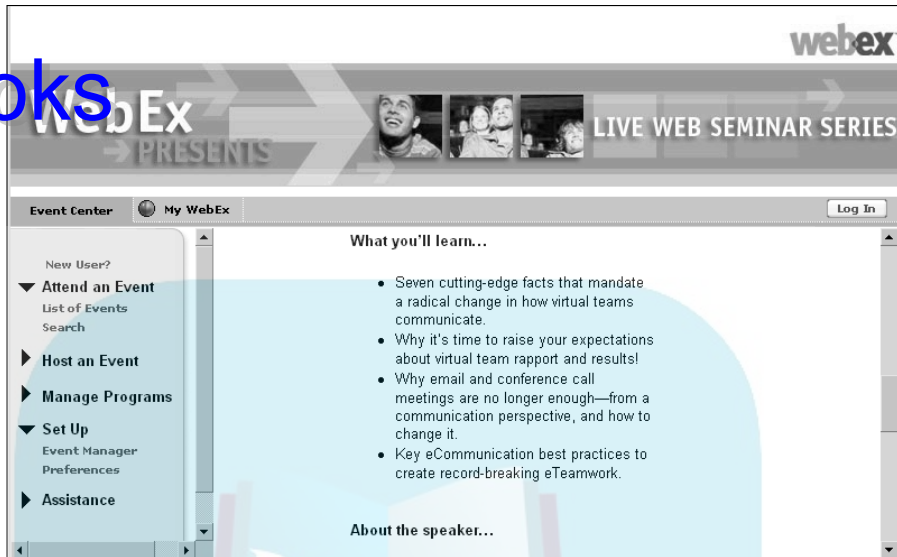 webex
oks
WebEx
PRESENTS
LIVE WEB SEMINAR SERIES
Event Center
My WebEx
Log In
New User?
Attend an Event
List of Events
Search
Host an Event
Manage Programs
Set Up
Event Manager
Preferences
Assistance
What you'll learn...
• Seven cutting-edge facts that mandate
a radical change in how virtual teams
communicate.
• Why it's time to raise your expectations
about virtual team rapport and results!
• Why email and conference call
meetings are no longer enough—from a
communication perspective, and how to
change it.
• Key eCommunication best practices to
create record-breaking eTeamwork.
About the speaker...